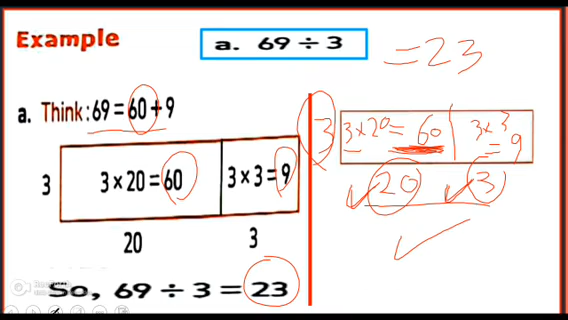 Example
a. 69 ÷ 3
= 23
a. Think: 69 = 60 + 9
3
3 × 20 = 60
3 × 3 = 9
20
3
So, 69 ÷ 3 = 23
3
3 × 20 = 60
3 × 3
= 9
20
3